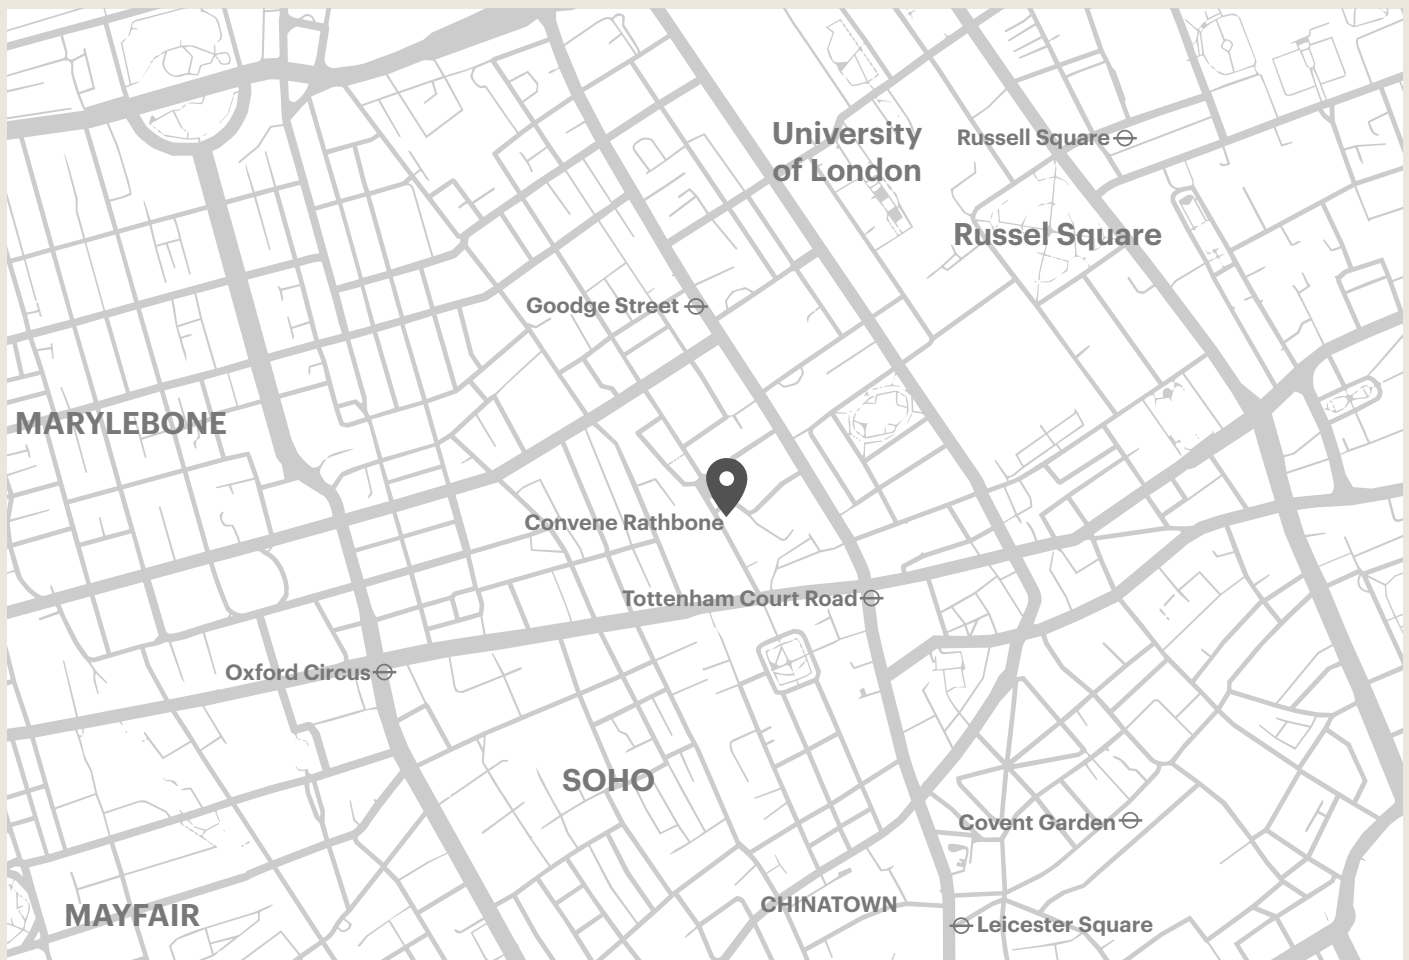 University
of London
Russell Square
Russel Square
Goodge Street
MARYLEBONE
Convene Rathbone
Tottenham Court Road
Oxford Circus
SOHO
Covent Garden
CHINATOWN
MAYFAIR
Leicester Square